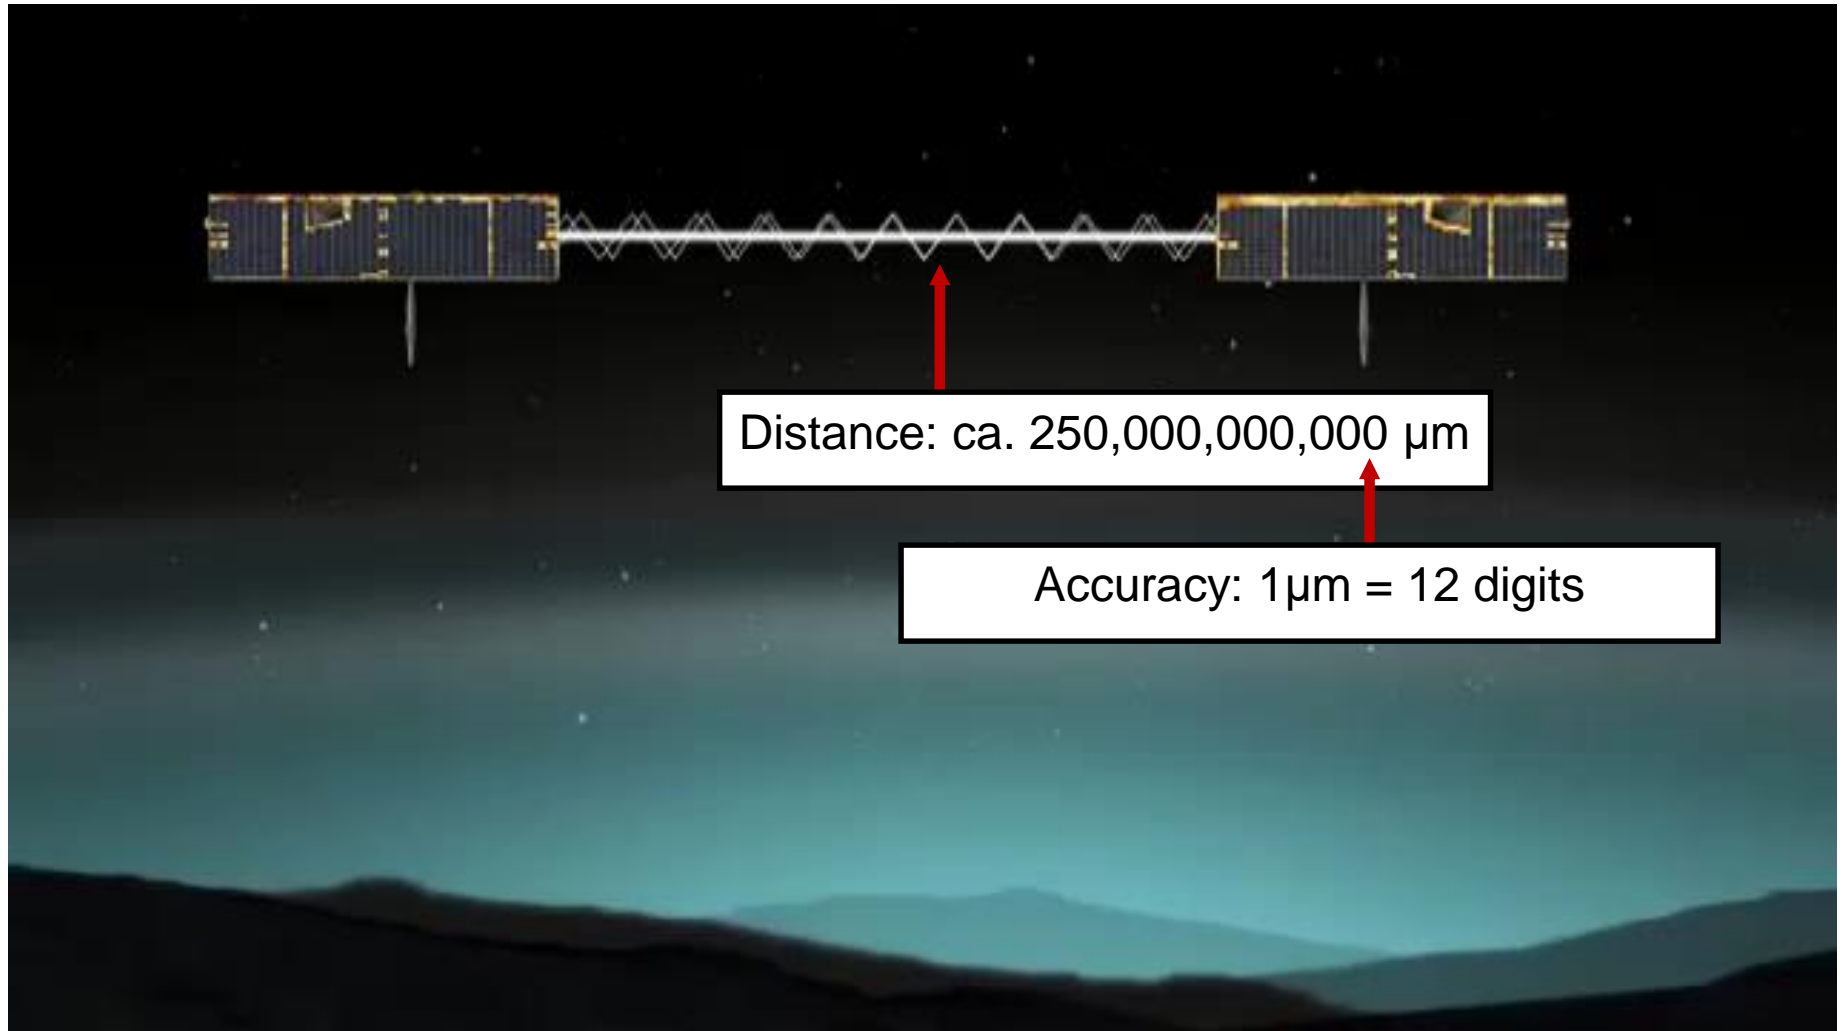 Distance: ca. 250,000,000,000 µm
Accuracy: 1µm = 12 digits